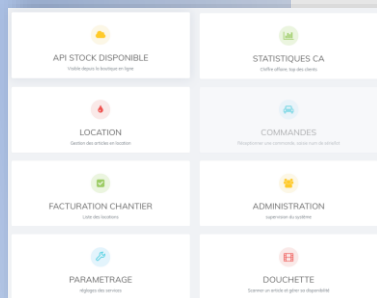 API STOCK DISPONIBLE
Visible depuis la boutique en ligne
STATISTIQUES CA
Chiffre affaire, top des clients
LOCATION
Gestion des articles en location
COMMANDES
FACTURATION CHANTIER
Liste des locations
ADMINISTRATION
supervision du système
PARAMETRAGE
réglages des services
DOUCHETTE
Scanner un article et gérer sa disponibilité